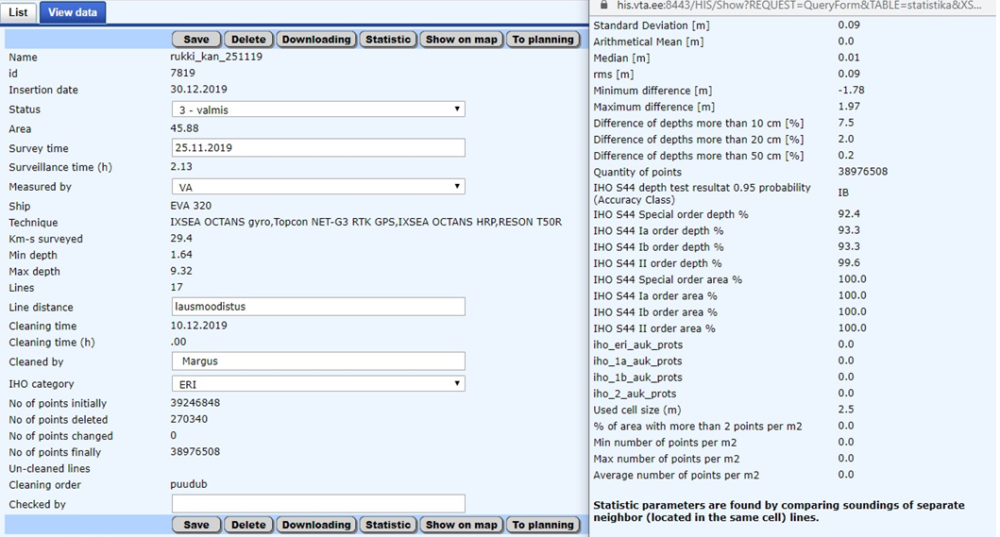 List View data
Save Delete Downloading Statistic Show on map To planning
Name rukki_kan_251119
id 7819
Insertion date 30.12.2019
Status 3 - valmis
Area 45.88
Survey time 25.11.2019
Surveillance time (h) 2.13
Measured by VA
Ship EVA 320
Technique IXSEA OCTANS gyro,Topcon NET-G3 RTK GPS,IXSEA OCTANS HRP,RESON T50R
Km-s surveyed 29.4
Min depth 1.64
Max depth 9.32
Lines 17
Line distance lausmoodistus
Cleaning time 10.12.2019
Cleaning time (h) .00
Cleaned by Margus
IHO category ERI
No of points initially 39246848
No of points deleted 270340
No of points changed 0
No of points finally 38976508
Un-cleaned lines
Cleaning order puudub
Checked by
Save Delete Downloading Statistic Show on map To planning
his.vta.ee:8443/HIS/Show?REQUEST=QueryForm&TABLE=statistika&XS...
Standard Deviation [m] 0.09
Arithmetical Mean [m] 0.0
Median [m] 0.01
rms [m] 0.09
Minimum difference [m] -1.78
Maximum difference [m] 1.97
Difference of depths more than 10 cm [%] 7.5
Difference of depths more than 20 cm [%] 2.0
Difference of depths more than 50 cm [%] 0.2
Quantity of points 38976508
IHO S44 depth test resultat 0.95 probability
(Accuracy Class) IB
IHO S44 Special order depth % 92.4
IHO S44 Ia order depth % 93.3
IHO S44 Ib order depth % 93.3
IHO S44 II order depth % 99.6
IHO S44 Special order area % 100.0
IHO S44 Ia order area % 100.0
IHO S44 Ib order area % 100.0
IHO S44 II order area % 100.0
iho_eri_auk_prots 0.0
iho_1a_auk_prots 0.0
iho_1b_auk_prots 0.0
iho_2_auk_prots 0.0
Used cell size (m) 2.5
% of area with more than 2 points per m2 0.0
Min number of points per m2 0.0
Max number of points per m2 0.0
Average number of points per m2 0.0
Statistic parameters are found by comparing soundings of separate
neighbor (located in the same cell) lines.